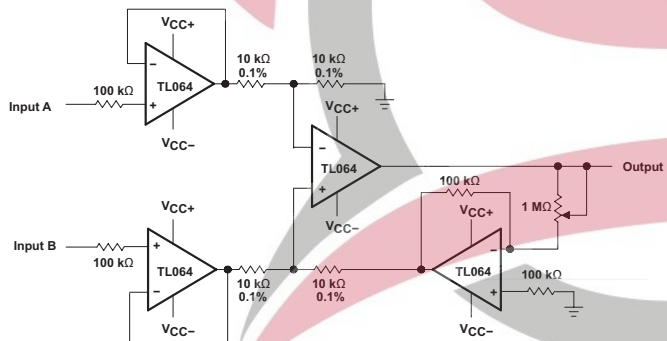 VCC+
10 kΩ
0.1%
10 kΩ
0.1%
−
TL064
100 kΩ
Input A
+
VCC+
VCC−
−
TL064
Output
+
100 kΩ
VCC+
1 MΩ
VCC−
VCC+
Input B
+
−
100 kΩ
TL064
TL064
100 kΩ
−
10 kΩ
0.1%
10 kΩ
0.1%
+
VCC−
VCC−